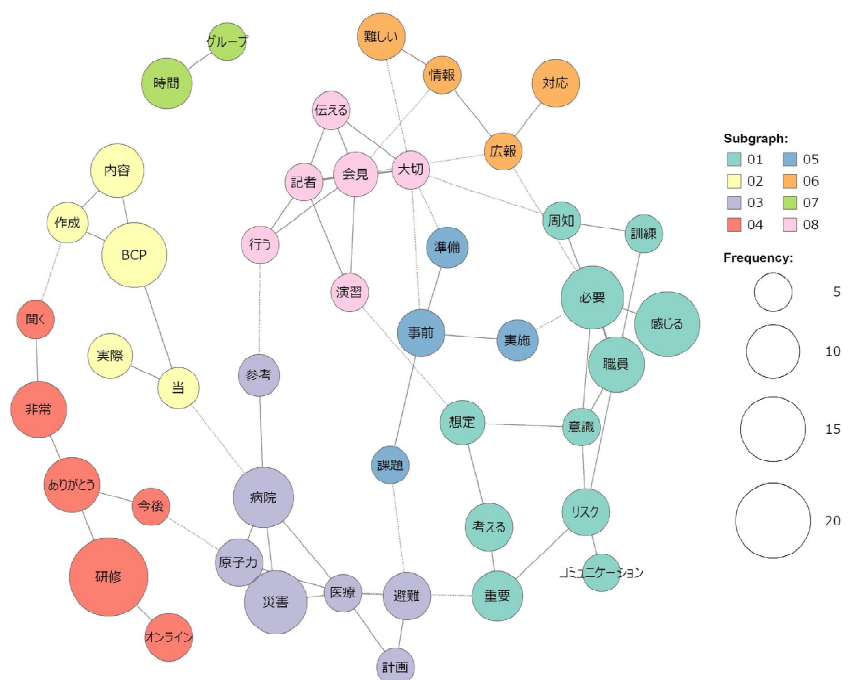 グループ
難しい
時間
情報
対応
伝える
広報
内容
記者
会見
大切
作成
周知
訓練
BCP
行う
準備
演習
必要
聞く
事前
実施
感じる
実際
当
参考
職員
非常
想定
意識
課題
ありがとう
今後
病院
考える
リスク
原子力
コミュニケーション
研修
災害
医療
避難
重要
オンライン
計画
Subgraph:
01 05
02 06
03 07
04 08
Frequency:
5
10
15
20